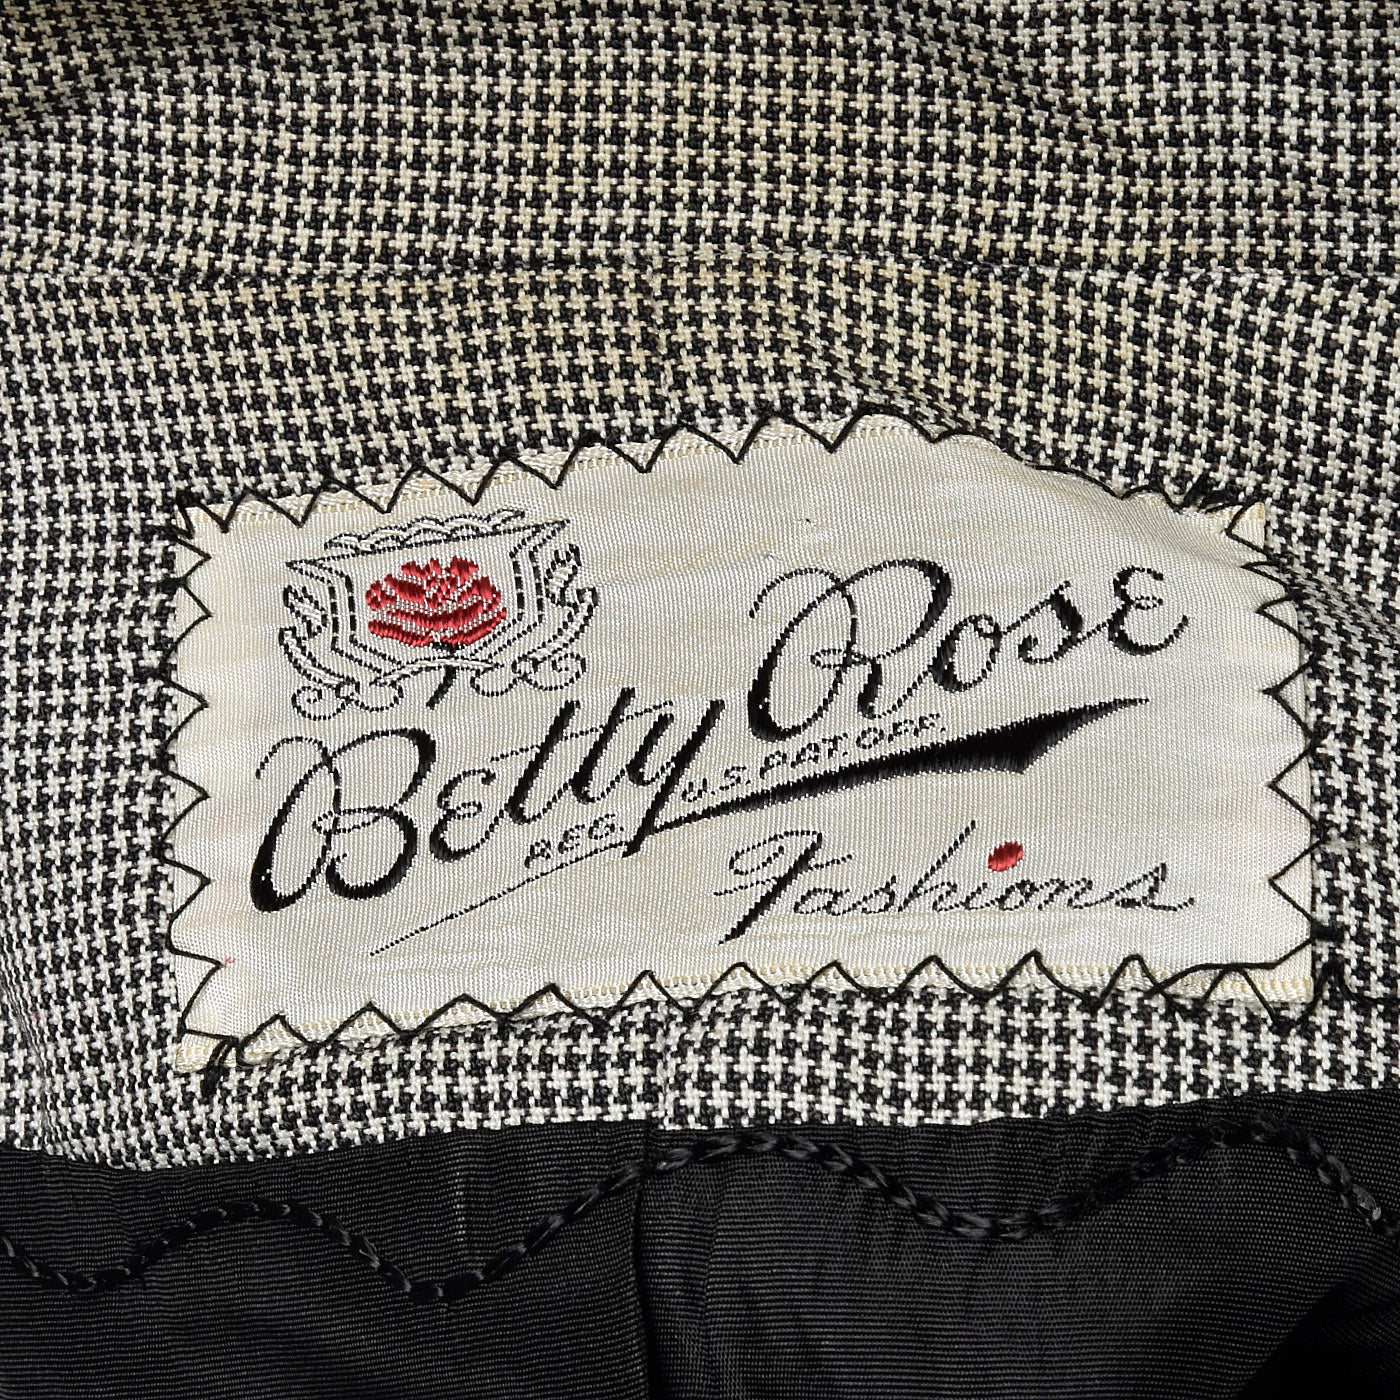 Betty Rose
REG. U.S. PAT. OFF.
Fashions